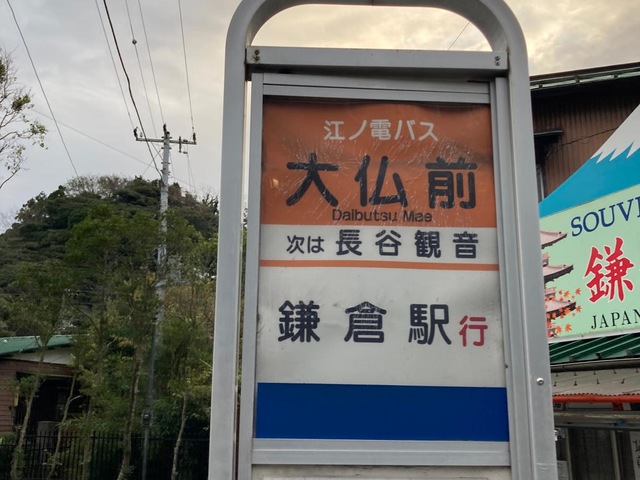 江ノ電バス
大仏前
Daibutsu Mae
次は 長谷観音
鎌倉駅行
SOUV
鎌
JAPAN